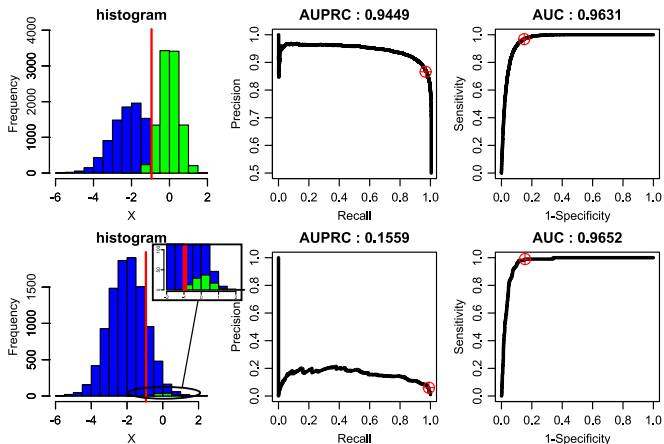 histogram
AUPRC : 0.9449
AUC : 0.9631
Frequency
0
1000
2000
3000
4000
-6 -4 -2 0 2
X
Precision
0.5 0.6 0.7 0.8 0.9 1.0
0.0 0.2 0.4 0.6 0.8 1.0
Recall
Sensitivity
0.0 0.2 0.4 0.6 0.8 1.0
0.0 0.2 0.4 0.6 0.8 1.0
1-Specificity
histogram
AUPRC : 0.1559
AUC : 0.9652
Frequency
0 500 1000 1500
-6 -4 -2 0 2
X
Precision
0.0 0.2 0.4 0.6 0.8 1.0
0.0 0.2 0.4 0.6 0.8 1.0
Recall
Sensitivity
0.0 0.2 0.4 0.6 0.8 1.0
0.0 0.2 0.4 0.6 0.8 1.0
1-Specificity